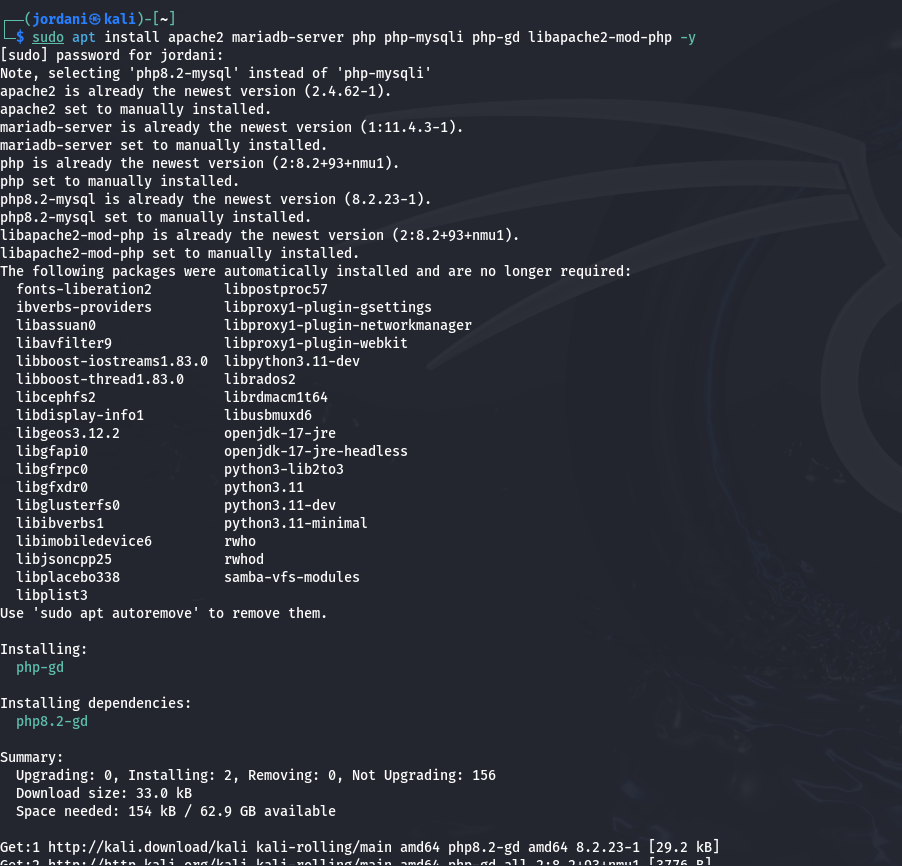 ┌──(jordani㉿kali)-[~]
└─$ sudo apt install apache2 mariadb-server php php-mysqli php-gd libapache2-mod-php -y
[sudo] password for jordani:
Note, selecting 'php8.2-mysql' instead of 'php-mysqli'
apache2 is already the newest version (2.4.62-1).
apache2 set to manually installed.
mariadb-server is already the newest version (1:11.4.3-1).
mariadb-server set to manually installed.
php is already the newest version (2:8.2+93+nmu1).
php set to manually installed.
php8.2-mysql is already the newest version (8.2.23-1).
php8.2-mysql set to manually installed.
libapache2-mod-php is already the newest version (2:8.2+93+nmu1).
libapache2-mod-php set to manually installed.
The following packages were automatically installed and are no longer required:
  fonts-liberation2          libpostproc57
  ibverbs-providers          libproxy1-plugin-gsettings
  libassuan0                 libproxy1-plugin-networkmanager
  libavfilter9               libproxy1-plugin-webkit
  libboost-iostreams1.83.0   libpython3.11-dev
  libboost-thread1.83.0      librados2
  libcephfs2                 librdmacm1t64
  libdisplay-info1           libusbmuxd6
  libgeos3.12.2              openjdk-17-jre
  libgfapi0                  openjdk-17-jre-headless
  libgfrpc0                  python3-lib2to3
  libgfxdr0                  python3.11
  libglusterfs0              python3.11-dev
  libibverbs1                python3.11-minimal
  libimobiledevice6          rwho
  libjsoncpp25               rwhod
  libplacebo338              samba-vfs-modules
  libplist3
Use 'sudo apt autoremove' to remove them.

Installing:
  php-gd

Installing dependencies:
  php8.2-gd

Summary:
  Upgrading: 0, Installing: 2, Removing: 0, Not Upgrading: 156
  Download size: 33.0 kB
  Space needed: 154 kB / 62.9 GB available

Get:1 http://kali.download/kali kali-rolling/main amd64 php8.2-gd amd64 8.2.23-1 [29.2 kB]
Get:2 http://http.kali.org/kali kali-rolling/main amd64 php-gd all 2:8.2+93+nmu1 [3776 B]